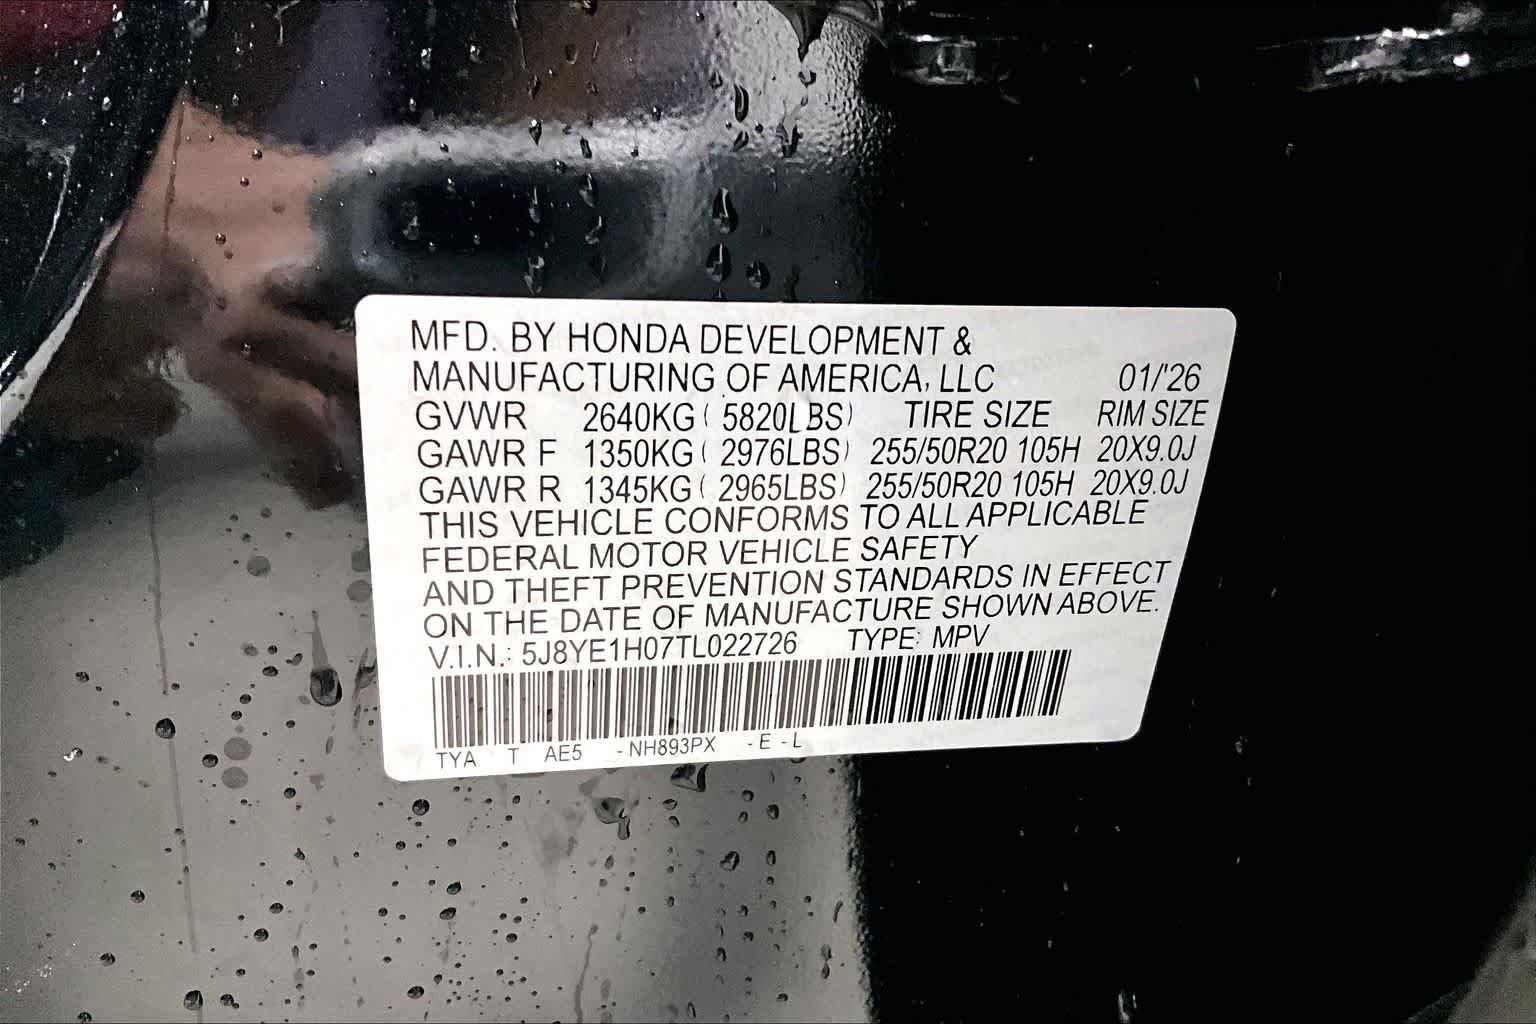 MFD. BY HONDA DEVELOPMENT &
MANUFACTURING OF AMERICA, LLC 01/'26
GVWR 2640KG ( 5820LBS) TIRE SIZE RIM SIZE
GAWR F 1350KG ( 2976LBS) 255/50R20 105H 20X9.0J
GAWR R 1345KG ( 2965LBS) 255/50R20 105H 20X9.0J
THIS VEHICLE CONFORMS TO ALL APPLICABLE
FEDERAL MOTOR VEHICLE SAFETY
AND THEFT PREVENTION STANDARDS IN EFFECT
ON THE DATE OF MANUFACTURE SHOWN ABOVE.
V.I.N.: 5J8YE1H07TL022726 TYPE: MPV
TYA T AE5 -NH893PX -E -L